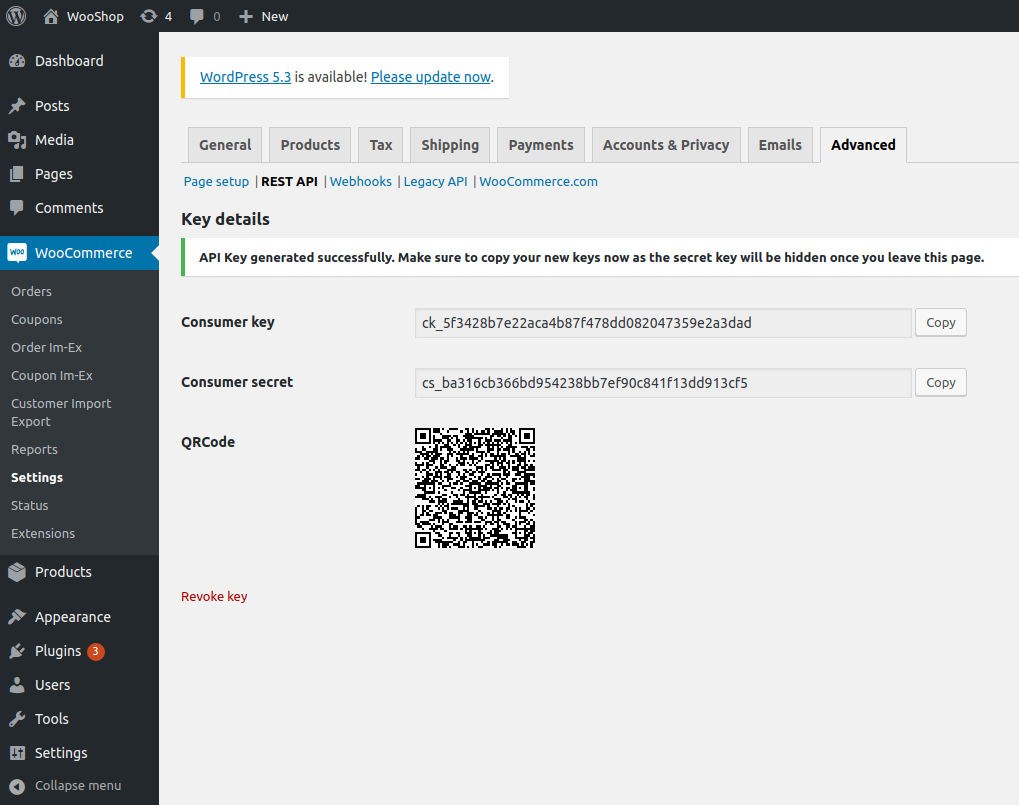 WooShop 4 0 New
Dashboard
Posts
Media
Pages
Comments
WooCommerce
Orders
Coupons
Order Im-Ex
Coupon Im-Ex
Customer Import
Export
Reports
Settings
Status
Extensions
Products
Appearance
Plugins 3
Users
Tools
Settings
Collapse menu
WordPress 5.3 is available! Please update now.
General Products Tax Shipping Payments Accounts & Privacy Emails Advanced
Page setup | REST API | Webhooks | Legacy API | WooCommerce.com
Key details
API Key generated successfully. Make sure to copy your new keys now as the secret key will be hidden once you leave this page.
Consumer key ck_5f3428b7e22aca4b87f478dd082047359e2a3dad Copy
Consumer secret cs_ba316cb366bd954238bb7ef90c841f13dd913cf5 Copy
QRCode
Revoke key